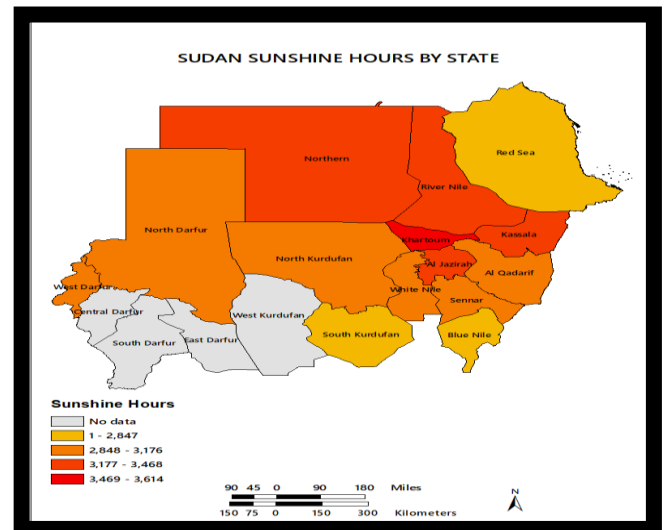 SUDAN SUNSHINE HOURS BY STATE
Red Sea
Northern
River Nile
North Darfur
Khartoum
Kassala
North Kurdufan
Al Jazirah
Al Qadarif
West Darfur
White Nile
Sennar
Central Darfur
West Kurdufan
South Darfur
East Darfur
South Kurdufan
Blue Nile
Sunshine Hours
No data
1 - 2,847
2,848 - 3,176
3,177 - 3,468
3,469 - 3,614
90 45 0 90 180 Miles
150 75 0 150 300 Kilometers
N